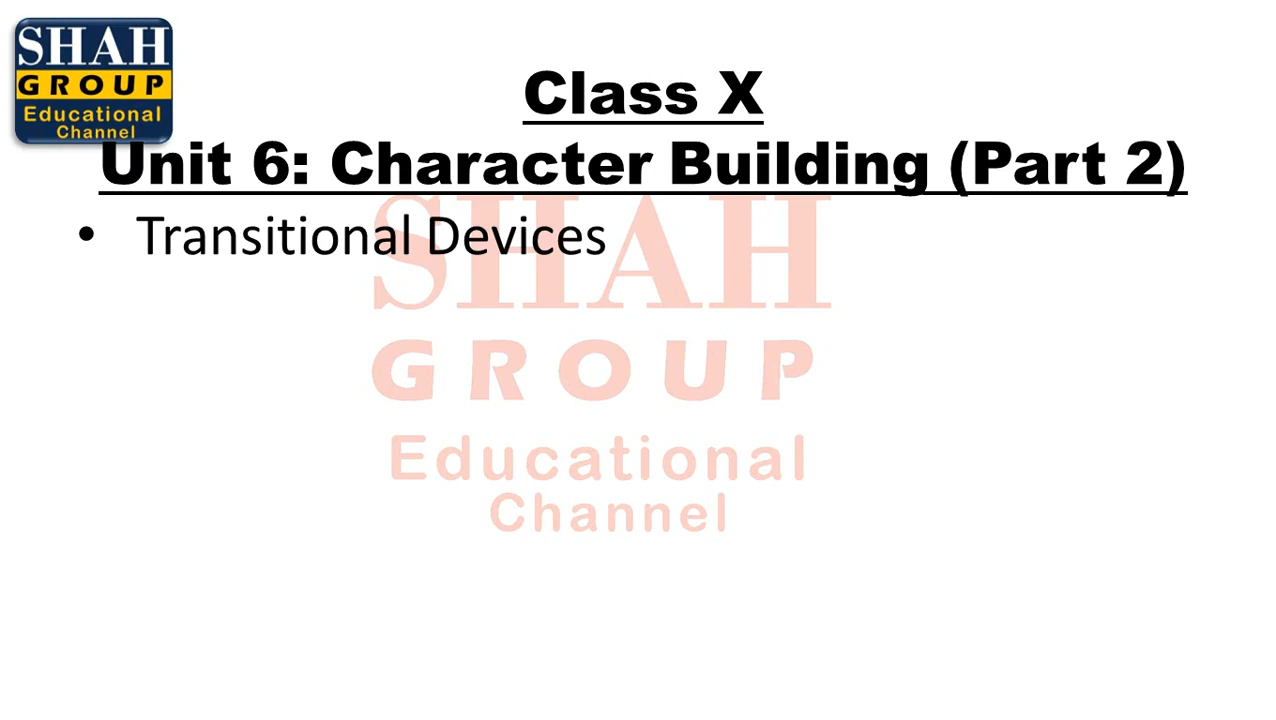 SHAH
GROUP
Educational
Channel
Class X
Unit 6: Character Building (Part 2)
• Transitional Devices
SHAH
GROUP
Educational
Channel